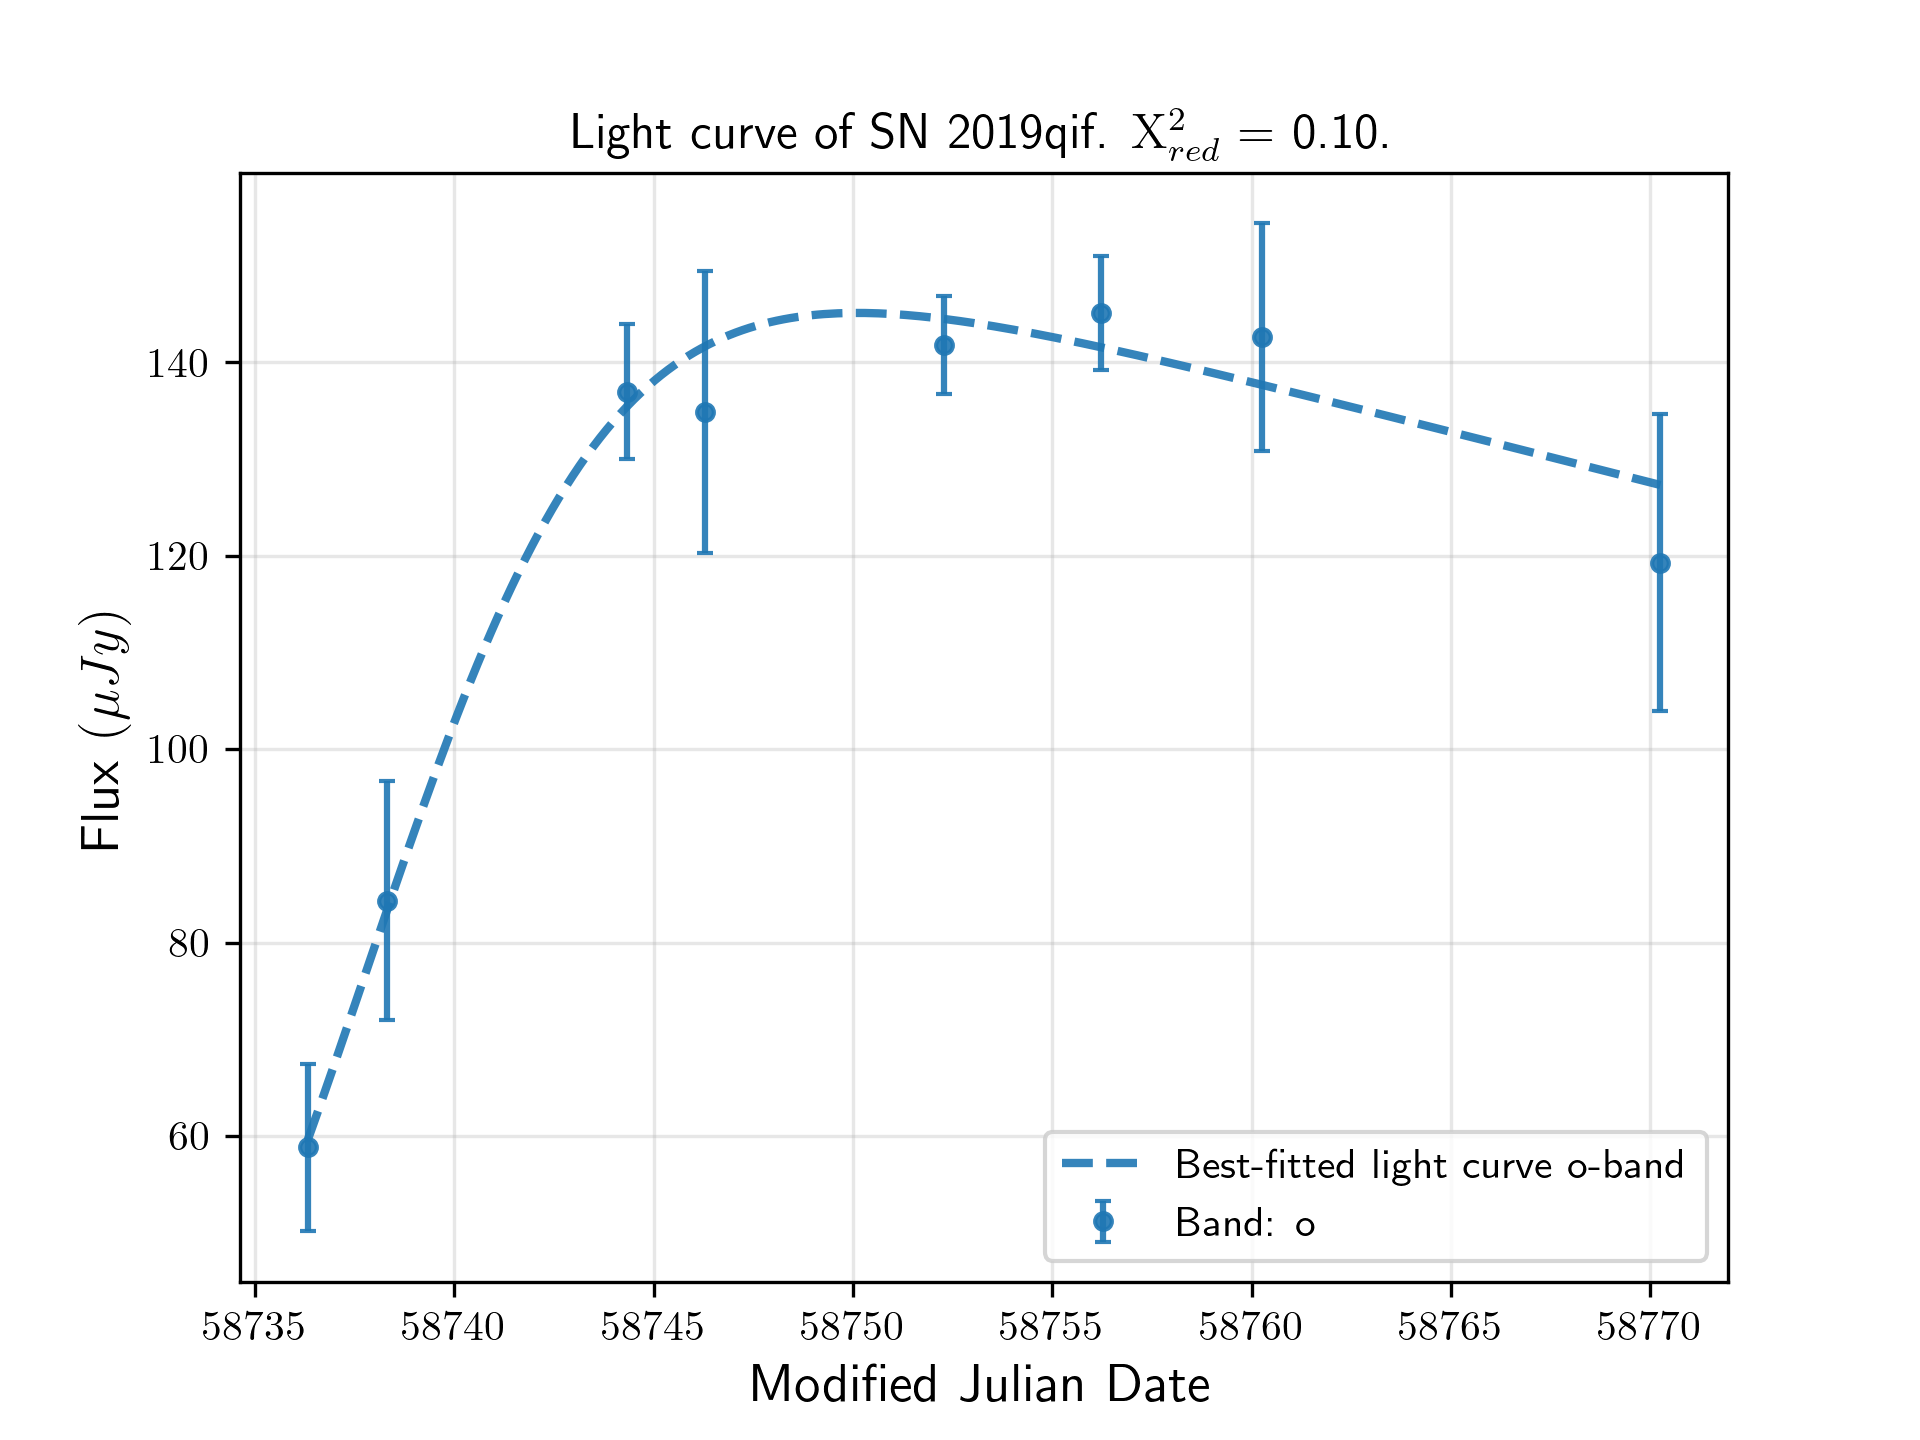 Light curve of SN 2019qif. X²_red = 0.10.
Flux (μJy)
140
120
100
80
60
Best-fitted light curve o-band
Band: o
58735 58740 58745 58750 58755 58760 58765 58770
Modified Julian Date